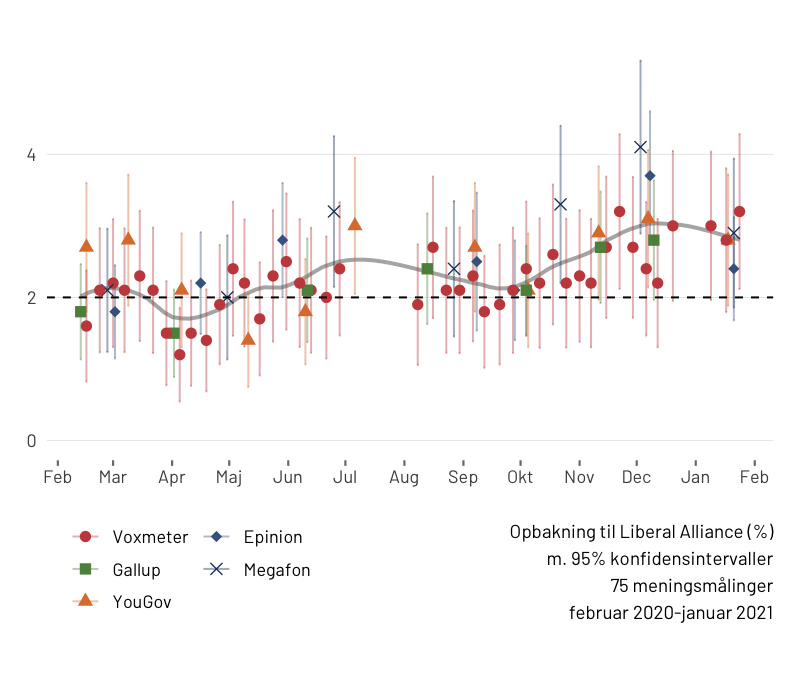 4
2
0
Feb Mar Apr Maj Jun Jul Aug Sep Okt Nov Dec Jan Feb
Voxmeter Epinion
Gallup Megafon
YouGov
Opbakning til Liberal Alliance (%)
m. 95% konfidensintervaller
75 meningsmålinger
februar 2020-januar 2021